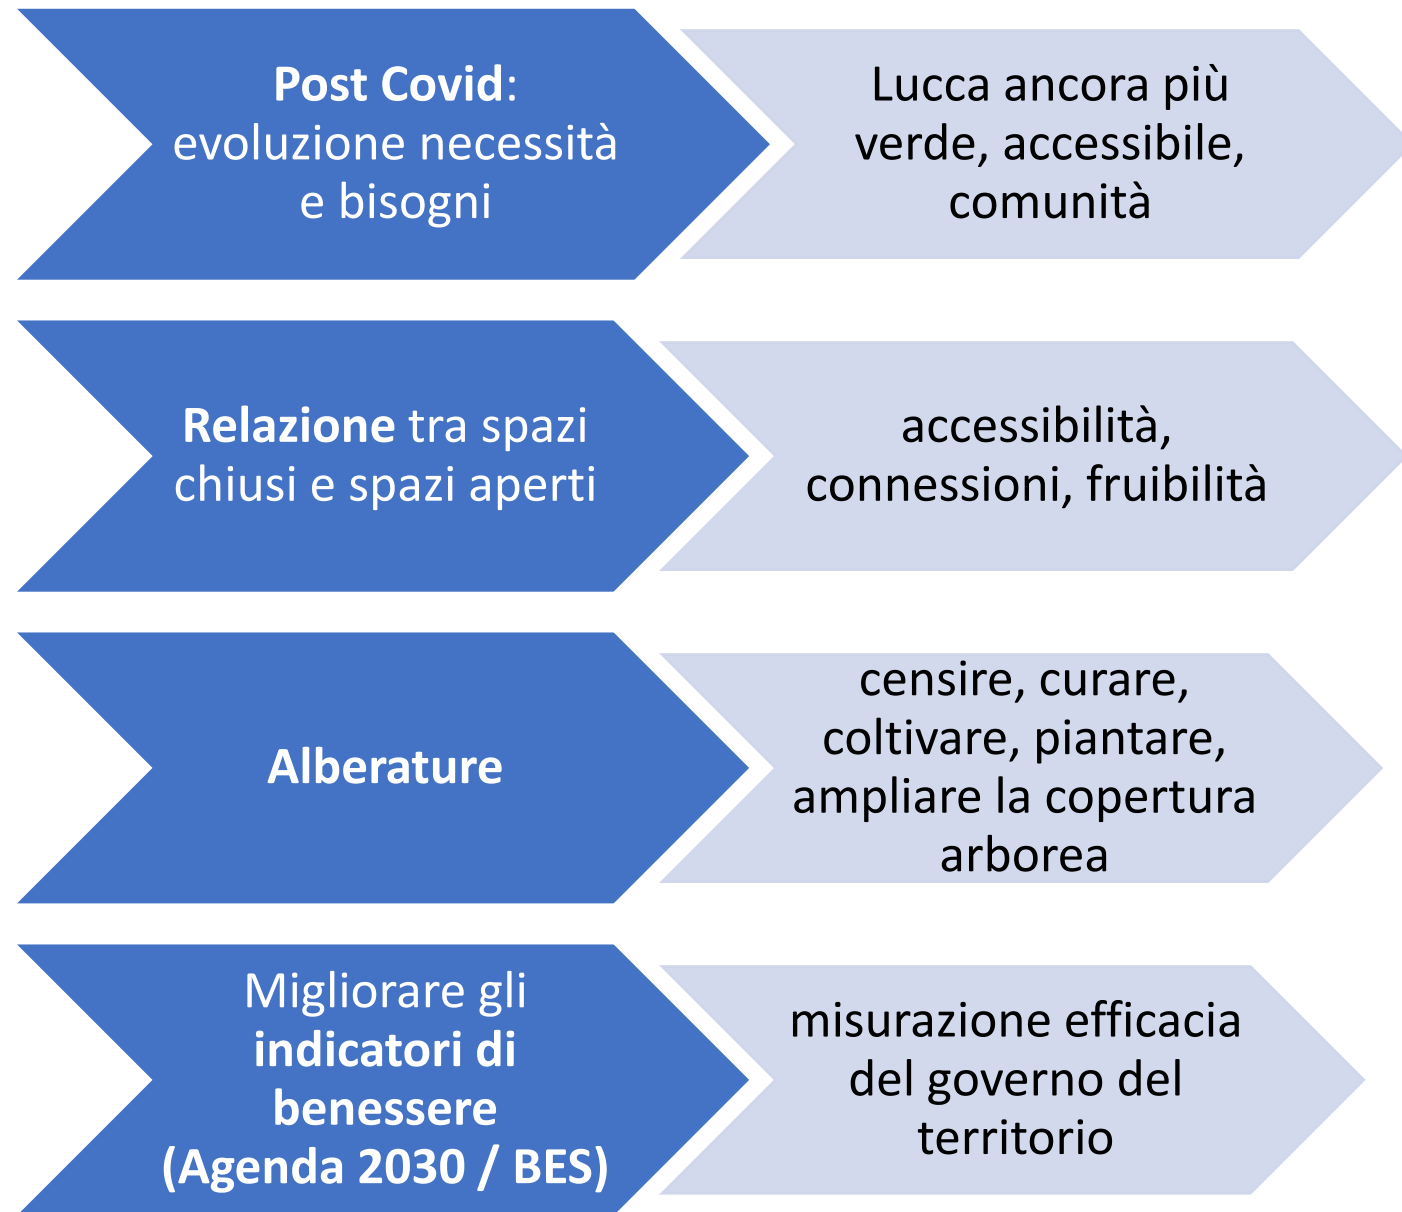 Post Covid:
evoluzione necessità
e bisogni
Lucca ancora più
verde, accessibile,
comunità
Relazione tra spazi
chiusi e spazi aperti
accessibilità,
connessioni, fruibilità
Alberature
censire, curare,
coltivare, piantare,
ampliare la copertura
arborea
Migliorare gli
indicatori di
benessere
(Agenda 2030 / BES)
misurazione efficacia
del governo del
territorio